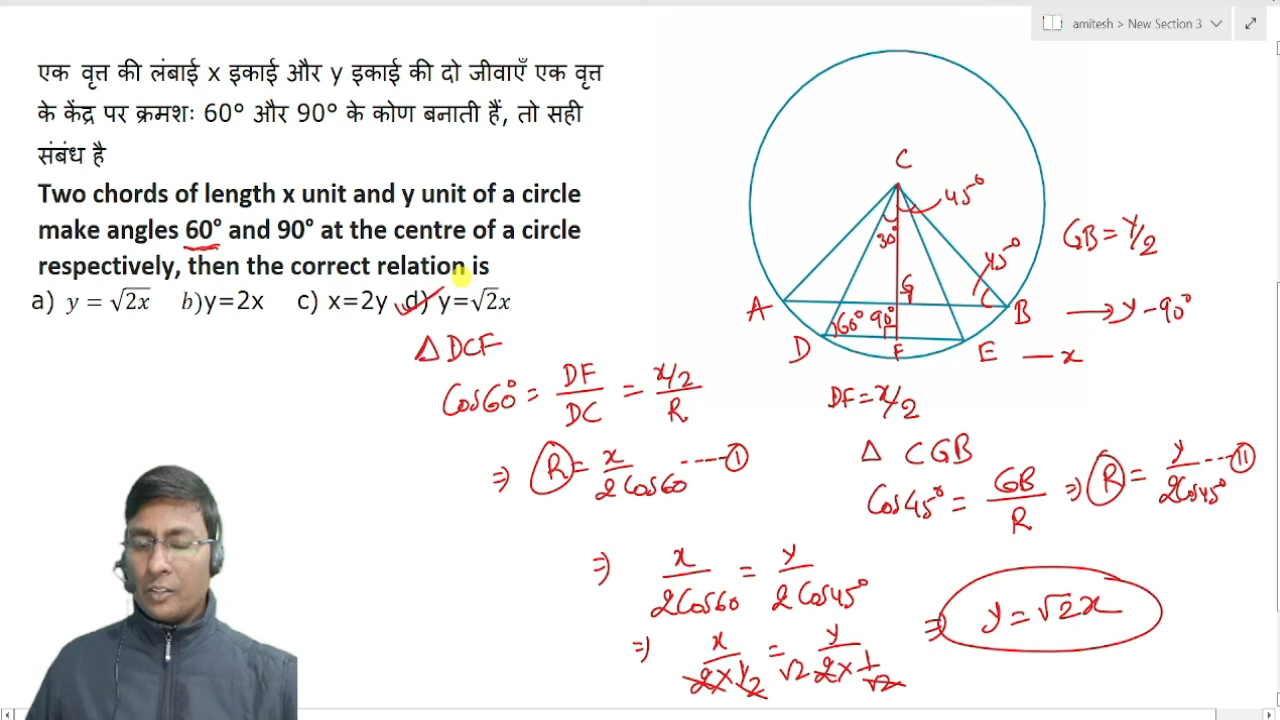 amitesh > New Section 3
एक वृत्त की लंबाई x इकाई और y इकाई की दो जीवाएँ एक वृत्त
के केंद्र पर क्रमशः 60° और 90° के कोण बनाती हैं, तो सही
संबंध है
Two chords of length x unit and y unit of a circle
make angles 60° and 90° at the centre of a circle
respectively, then the correct relation is
a) y = √2x b)y=2x c) x=2y d) y=√2x
△ DCF
Cos60° = DF/DC = x/2/R
⇒ R = x/2Cos60 ----①
⇒ x/2Cos60 = y/2Cos45°
⇒ x/2×1/2 = √2 y/2×1/√2
⇒ y = √2x
C
45°
30°
45°
GB = y/2
G
A
B → y - 90°
60° 90°
D F E — x
DF = x/2
△ CGB
Cos45° = GB/R ⇒ R = y/2Cos45° ---- II